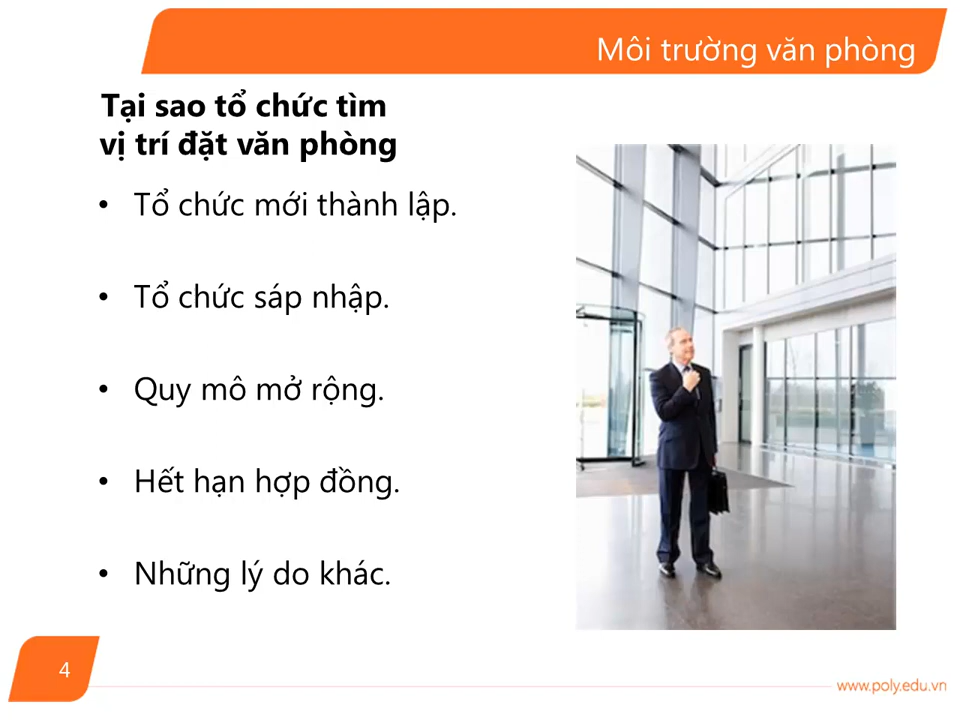 Môi trường văn phòng
Tại sao tổ chức tìm
vị trí đặt văn phòng
• Tổ chức mới thành lập.
• Tổ chức sáp nhập.
• Quy mô mở rộng.
• Hết hạn hợp đồng.
• Những lý do khác.
4
www.poly.edu.vn